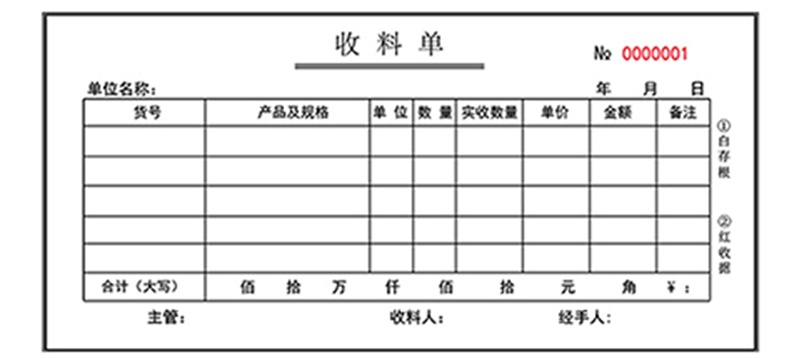 收料单
№ 0000001
单位名称: 年 月 日
货号 产品及规格 单位 数量 实收数量 单价 金额 备注
合计(大写) 佰 拾 万 仟 佰 拾 元 角 ¥:
主管: 收料人: 经手人:
①白存根
②红收据